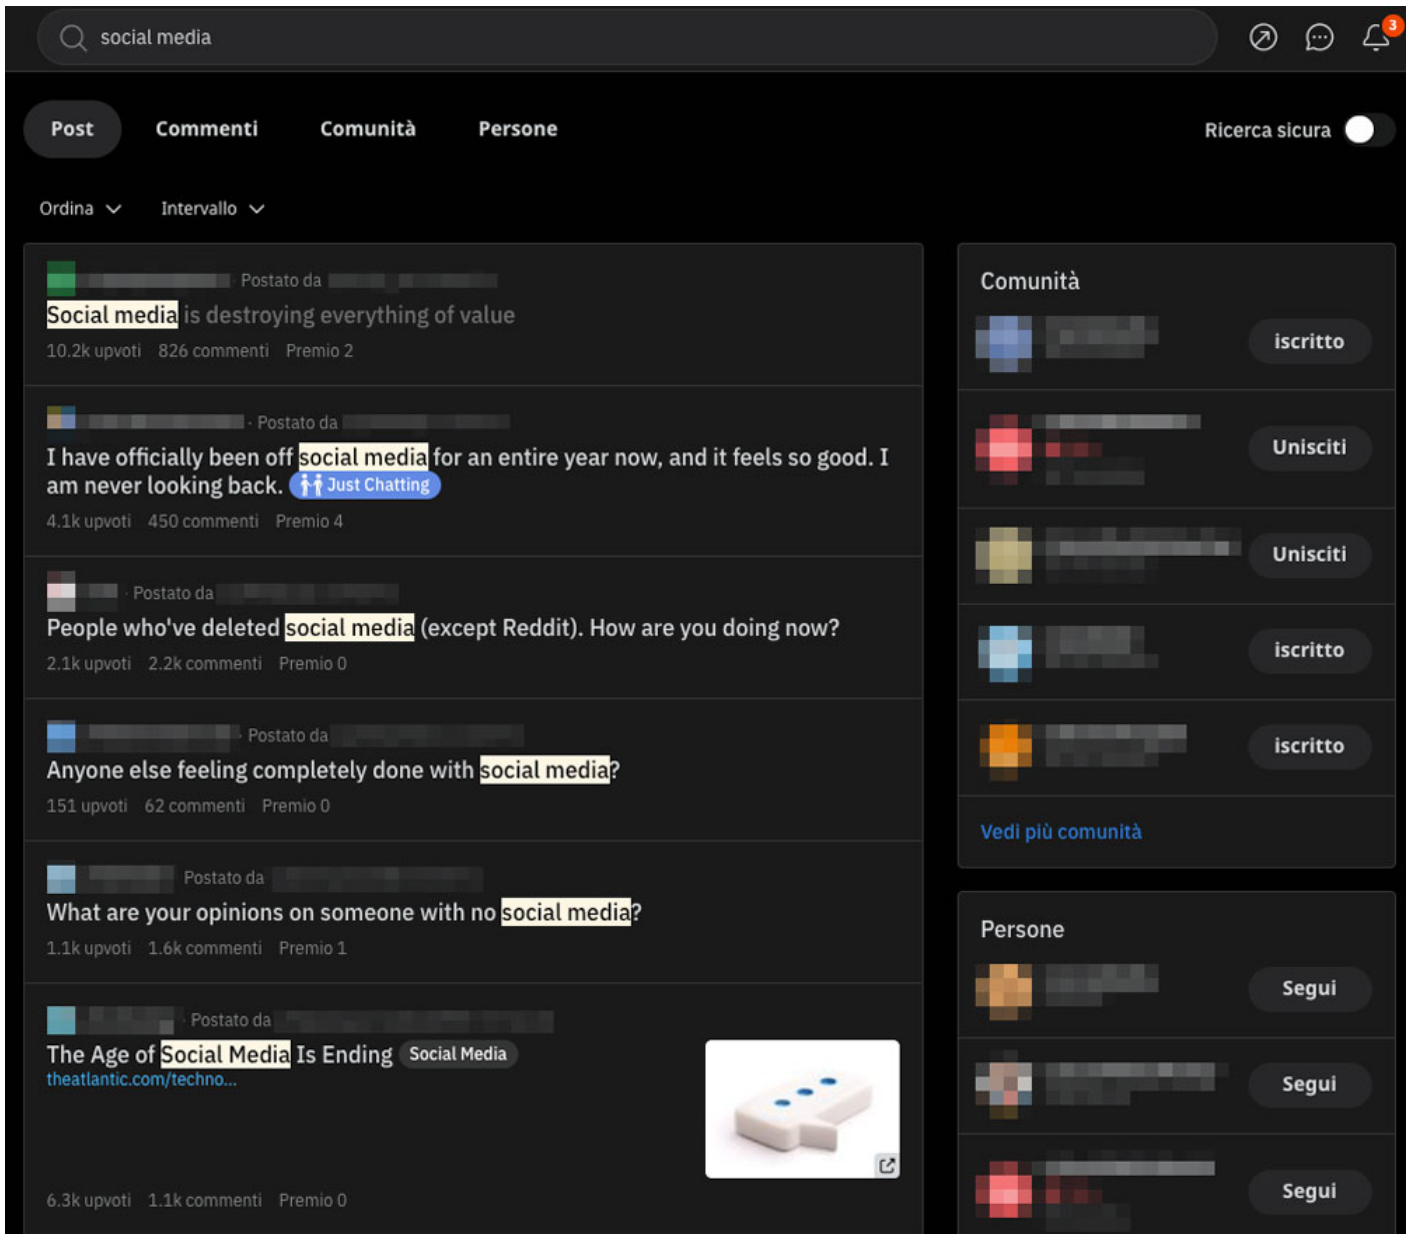 social media
3
Post Commenti Comunità Persone
Ricerca sicura
Ordina Intervallo
· Postato da
Social media is destroying everything of value
10.2k upvoti 826 commenti Premio 2
· Postato da
I have officially been off social media for an entire year now, and it feels so good. I
am never looking back. Just Chatting
4.1k upvoti 450 commenti Premio 4
· Postato da
People who've deleted social media (except Reddit). How are you doing now?
2.1k upvoti 2.2k commenti Premio 0
· Postato da
Anyone else feeling completely done with social media?
151 upvoti 62 commenti Premio 0
Postato da
What are your opinions on someone with no social media?
1.1k upvoti 1.6k commenti Premio 1
· Postato da
The Age of Social Media Is Ending Social Media
theatlantic.com/techno...
6.3k upvoti 1.1k commenti Premio 0
Comunità
iscritto
Unisciti
Unisciti
iscritto
iscritto
Vedi più comunità
Persone
Segui
Segui
Segui